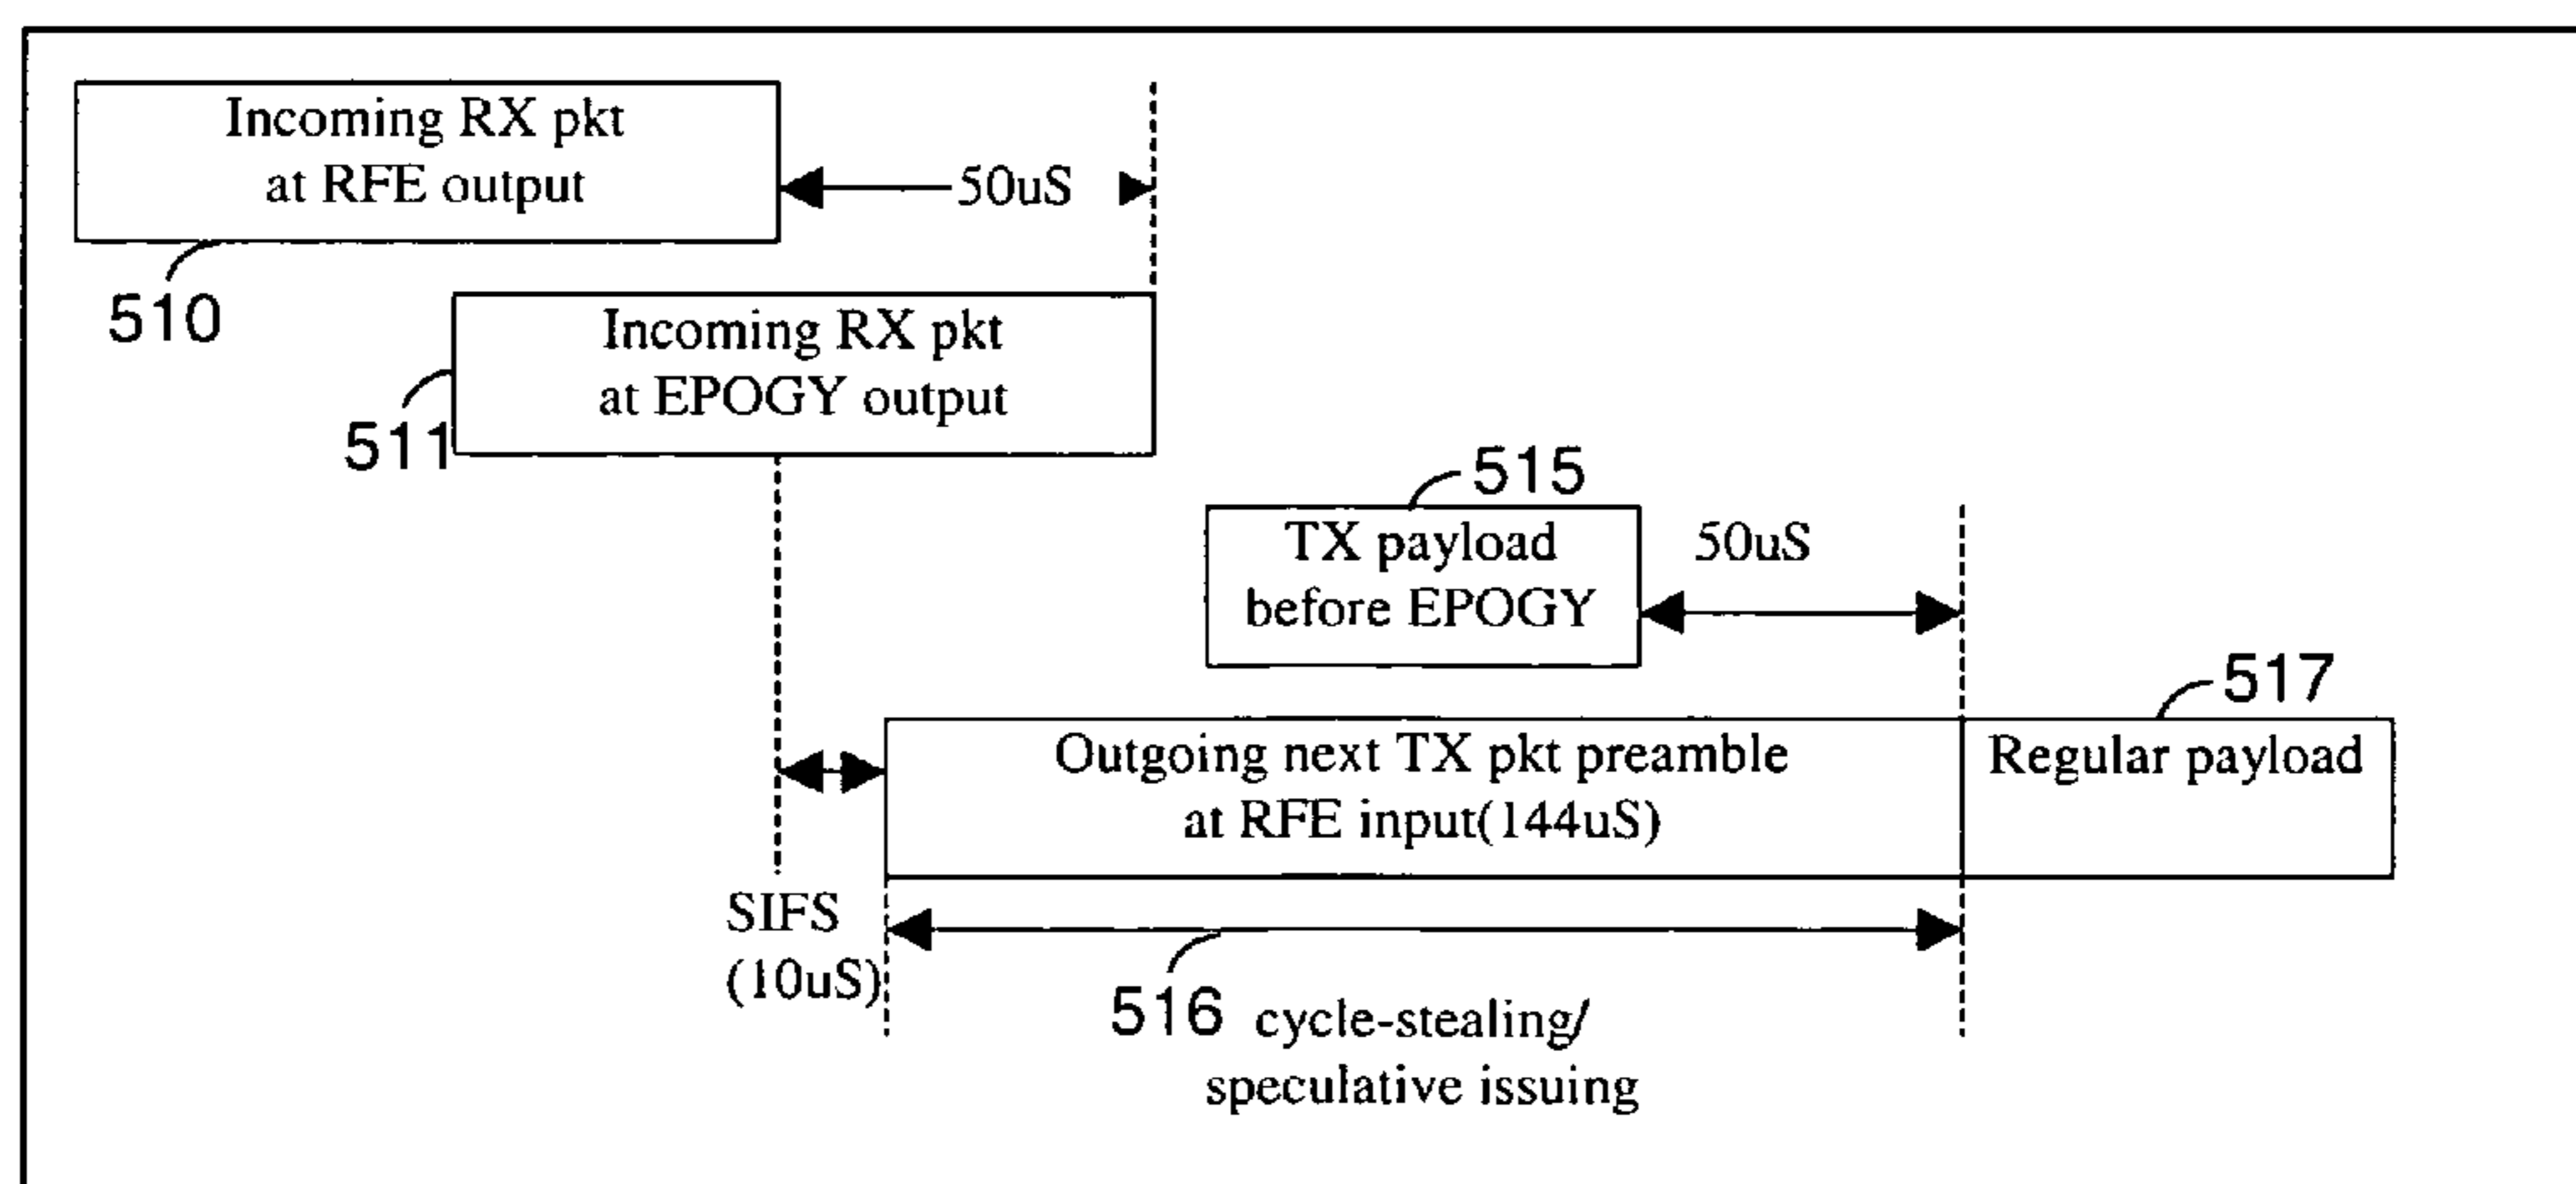 Incoming RX pkt
at RFE output
50uS
510
Incoming RX pkt
at EPOGY output
511
515
TX payload
before EPOGY
50uS
517
Outgoing next TX pkt preamble
at RFE input(144uS)
Regular payload
SIFS
(10uS)
516 cycle-stealing/
speculative issuing